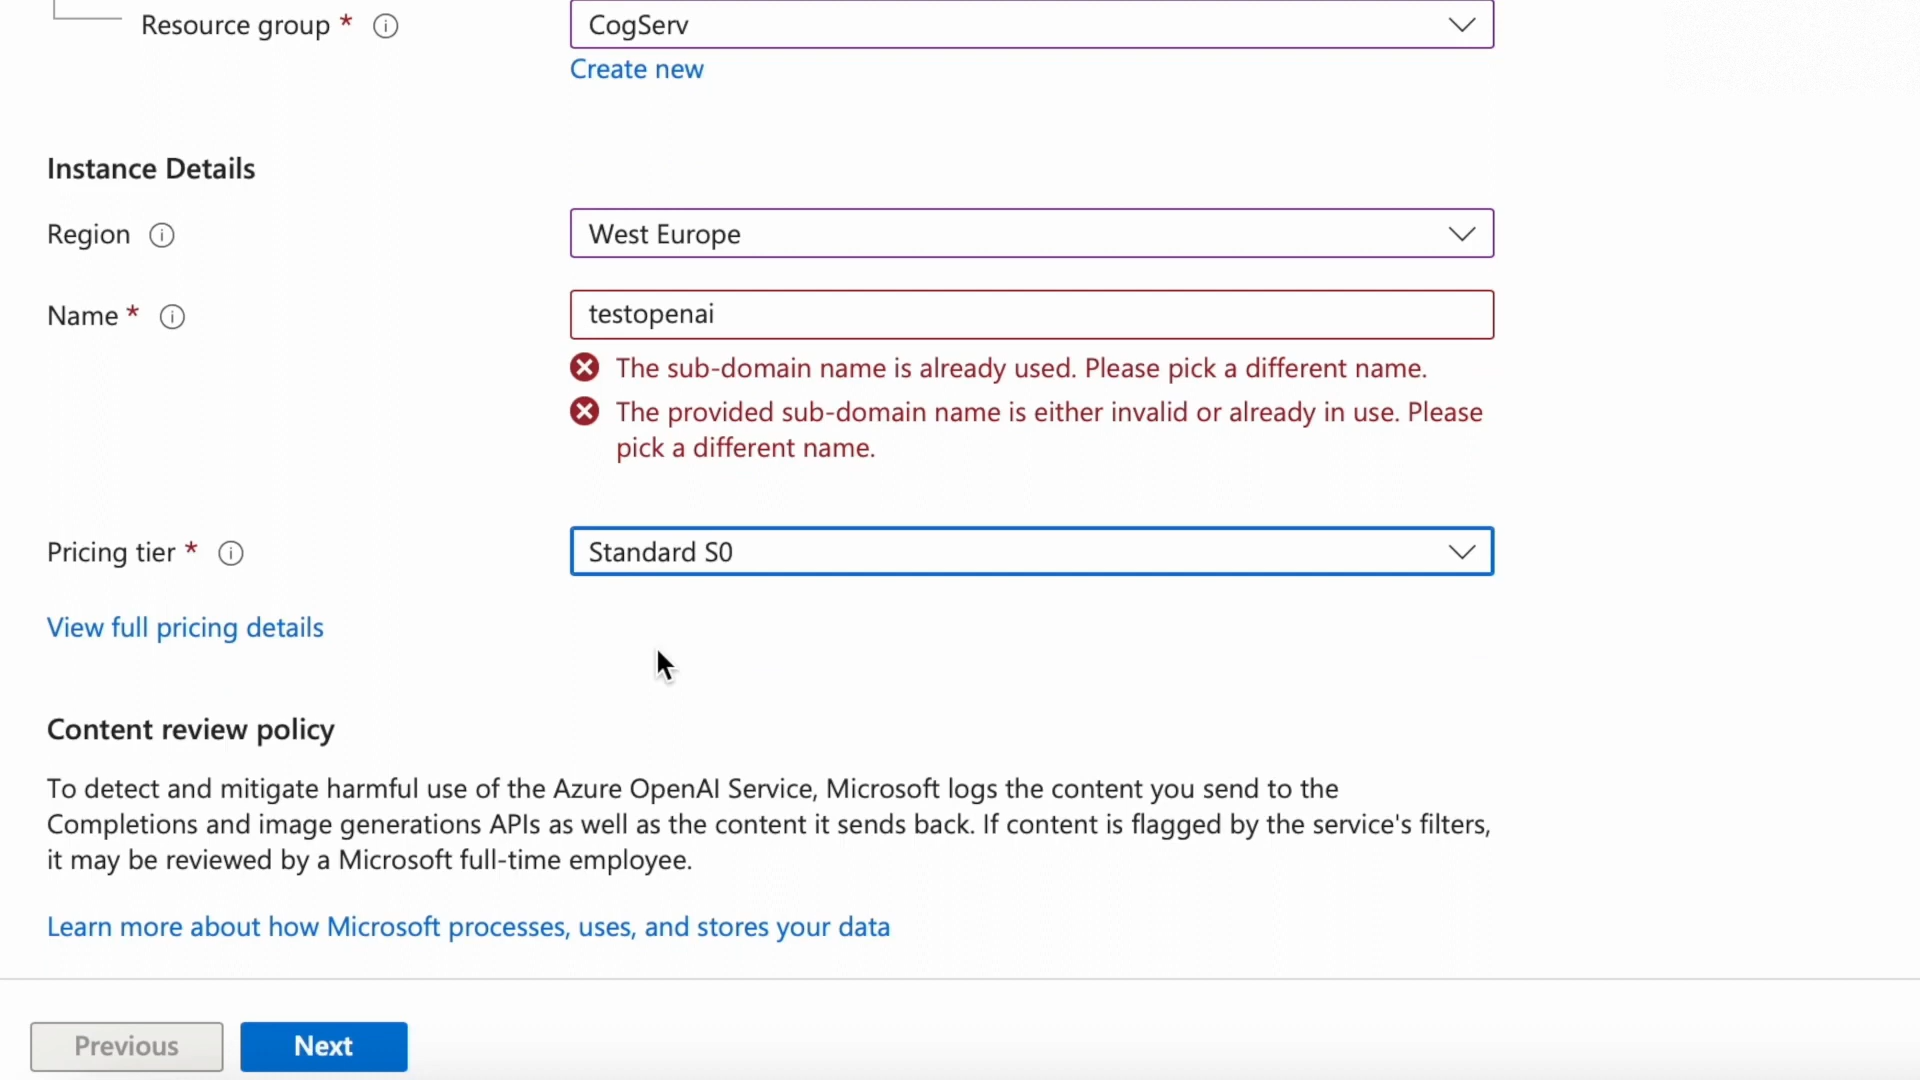 Resource group *
CogServ
Create new
Instance Details
Region
West Europe
Name *
testopenai
The sub-domain name is already used. Please pick a different name.
The provided sub-domain name is either invalid or already in use. Please
pick a different name.
Pricing tier *
Standard S0
View full pricing details
Content review policy
To detect and mitigate harmful use of the Azure OpenAI Service, Microsoft logs the content you send to the
Completions and image generations APIs as well as the content it sends back. If content is flagged by the service's filters,
it may be reviewed by a Microsoft full-time employee.
Learn more about how Microsoft processes, uses, and stores your data
Previous
Next